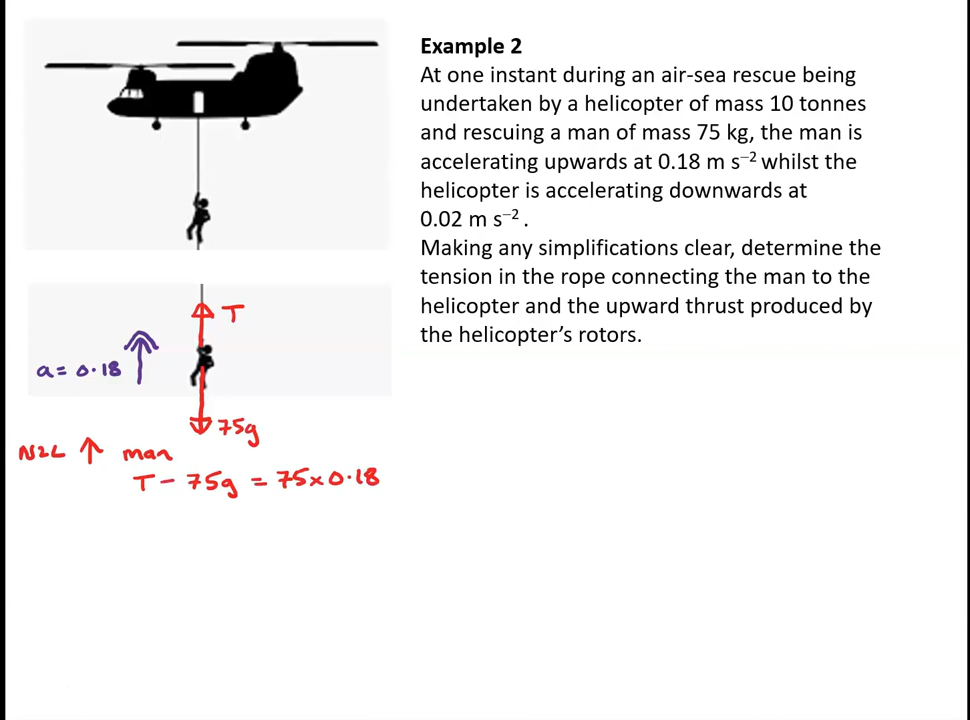 Example 2
At one instant during an air-sea rescue being
undertaken by a helicopter of mass 10 tonnes
and rescuing a man of mass 75 kg, the man is
accelerating upwards at 0.18 m s⁻² whilst the
helicopter is accelerating downwards at
0.02 m s⁻² .
Making any simplifications clear, determine the
tension in the rope connecting the man to the
helicopter and the upward thrust produced by
the helicopter’s rotors.
T
a = 0.18
75g
N2L ↑ man
T − 75g = 75 × 0.18